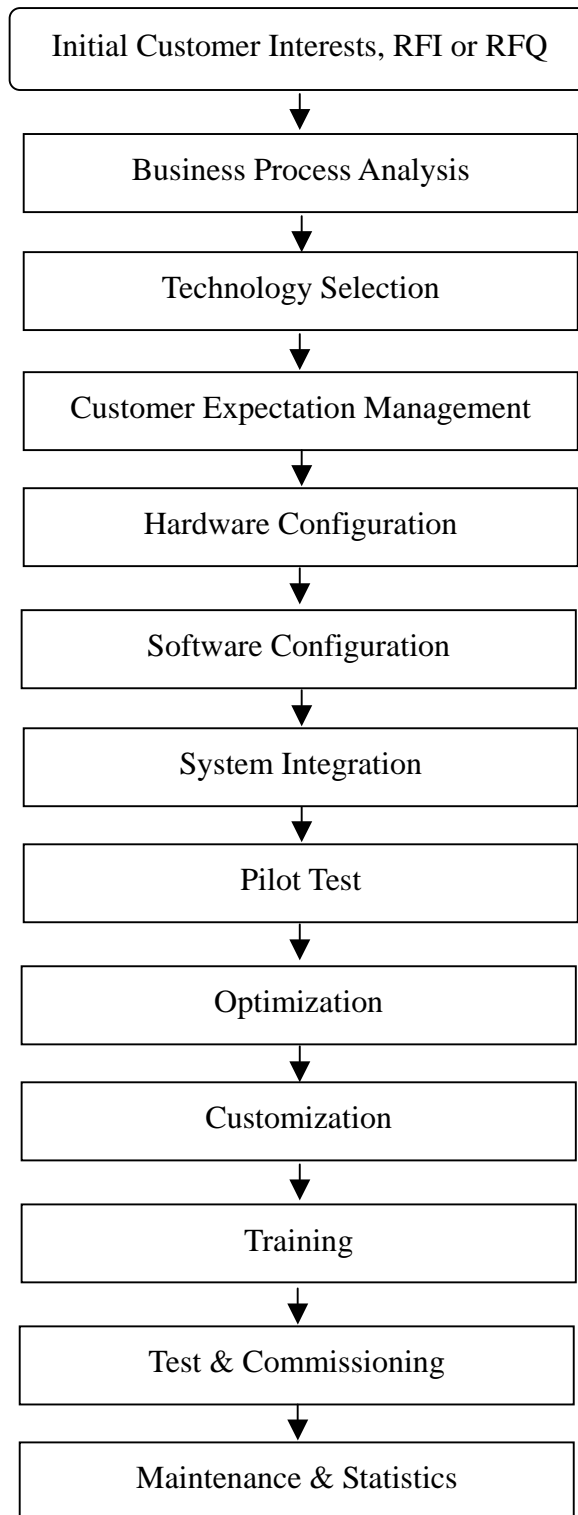 Initial Customer Interests, RFI or RFQ
Business Process Analysis
Technology Selection
Customer Expectation Management
Hardware Configuration
Software Configuration
System Integration
Pilot Test
Optimization
Customization
Training
Test & Commissioning
Maintenance & Statistics